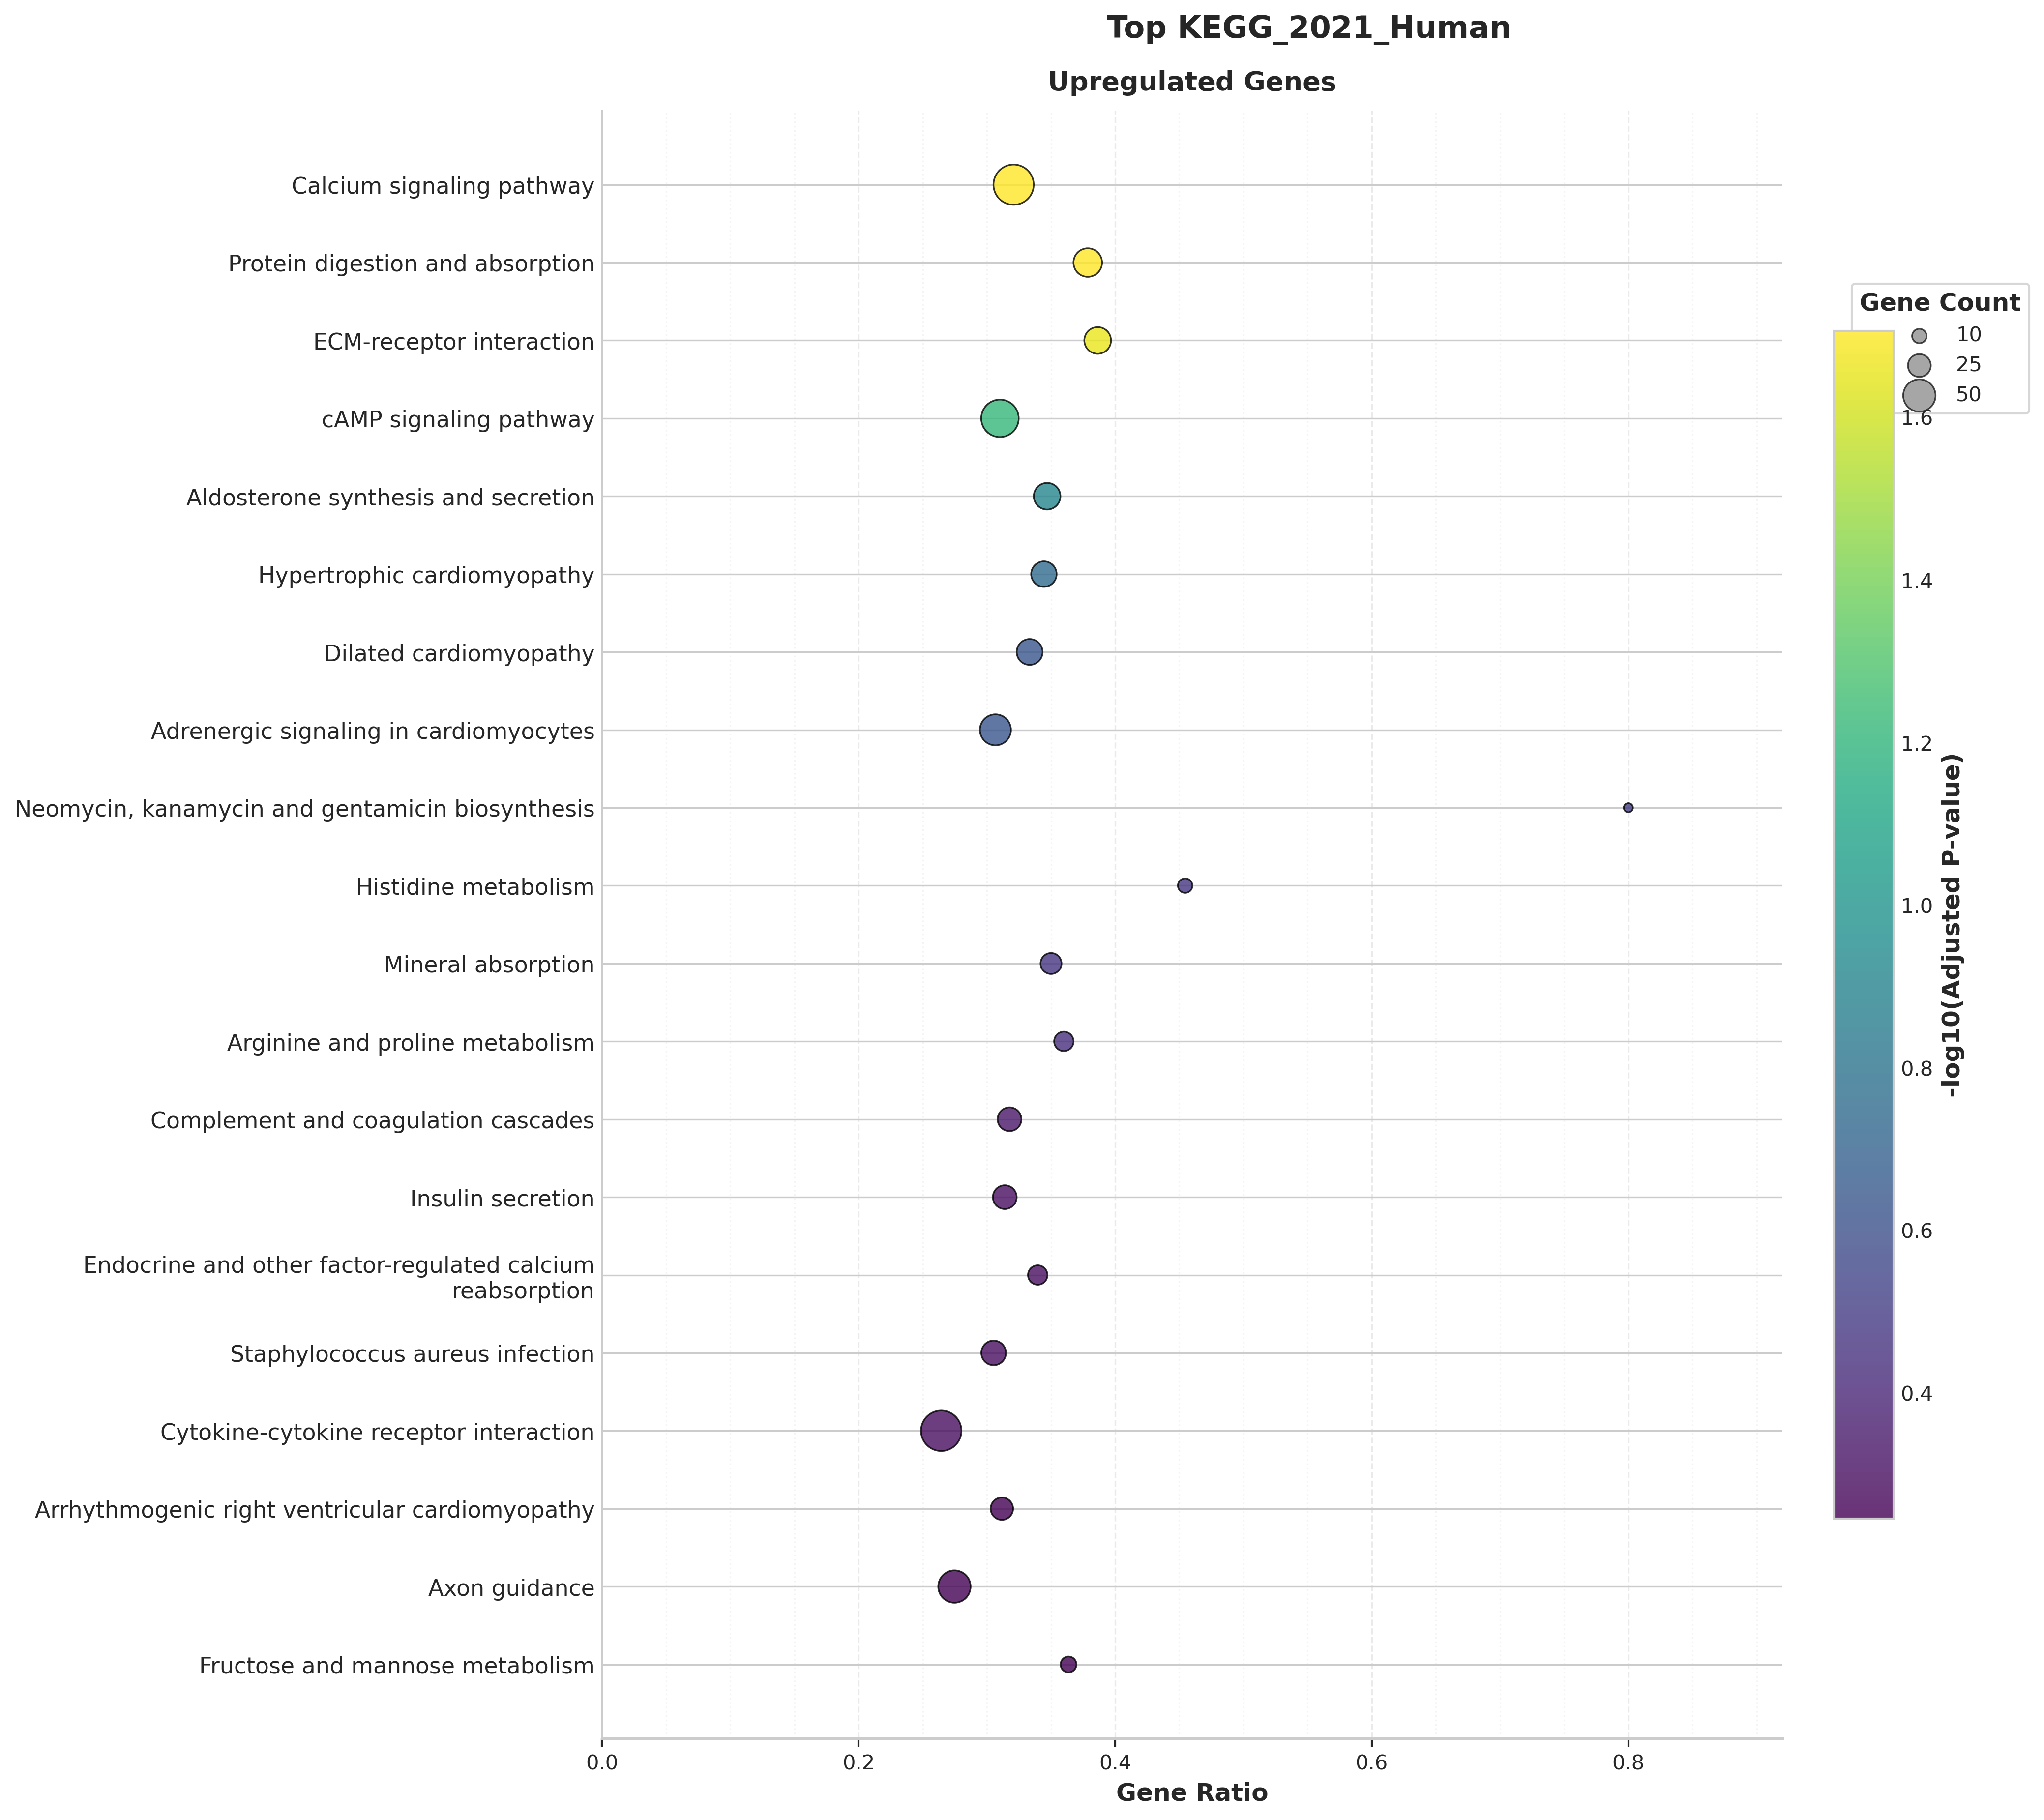 Top KEGG_2021_Human
Upregulated Genes
Calcium signaling pathway
Protein digestion and absorption
ECM-receptor interaction
cAMP signaling pathway
Aldosterone synthesis and secretion
Hypertrophic cardiomyopathy
Dilated cardiomyopathy
Adrenergic signaling in cardiomyocytes
Neomycin, kanamycin and gentamicin biosynthesis
Histidine metabolism
Mineral absorption
Arginine and proline metabolism
Complement and coagulation cascades
Insulin secretion
Endocrine and other factor-regulated calcium
reabsorption
Staphylococcus aureus infection
Cytokine-cytokine receptor interaction
Arrhythmogenic right ventricular cardiomyopathy
Axon guidance
Fructose and mannose metabolism
0.0
0.2
0.4
0.6
0.8
Gene Ratio
Gene Count
10
25
50
1.6
1.4
1.2
1.0
0.8
0.6
0.4
-log10(Adjusted P-value)